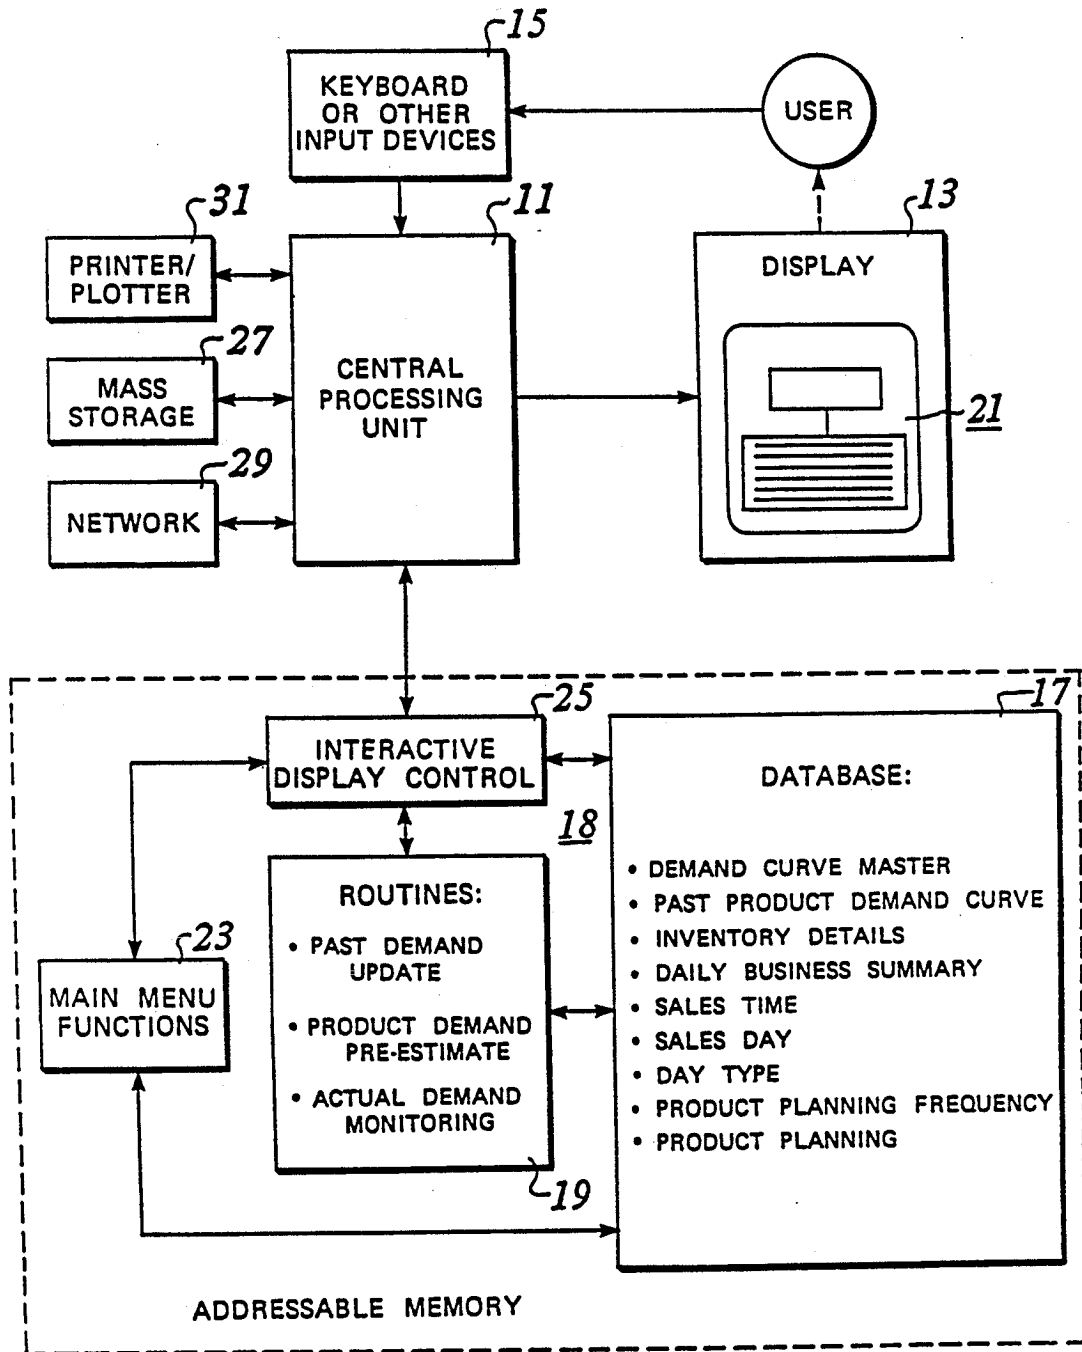 15
KEYBOARD
OR OTHER
INPUT DEVICES
USER
31
11
13
PRINTER/
PLOTTER
DISPLAY
27
MASS
STORAGE
CENTRAL
PROCESSING
UNIT
21
29
NETWORK
25
17
INTERACTIVE
DISPLAY CONTROL
DATABASE:
18
ROUTINES:
• PAST DEMAND
UPDATE
• PRODUCT DEMAND
PRE-ESTIMATE
• ACTUAL DEMAND
MONITORING
19
• DEMAND CURVE MASTER
• PAST PRODUCT DEMAND CURVE
• INVENTORY DETAILS
• DAILY BUSINESS SUMMARY
• SALES TIME
• SALES DAY
• DAY TYPE
• PRODUCT PLANNING FREQUENCY
• PRODUCT PLANNING
23
MAIN MENU
FUNCTIONS
ADDRESSABLE MEMORY